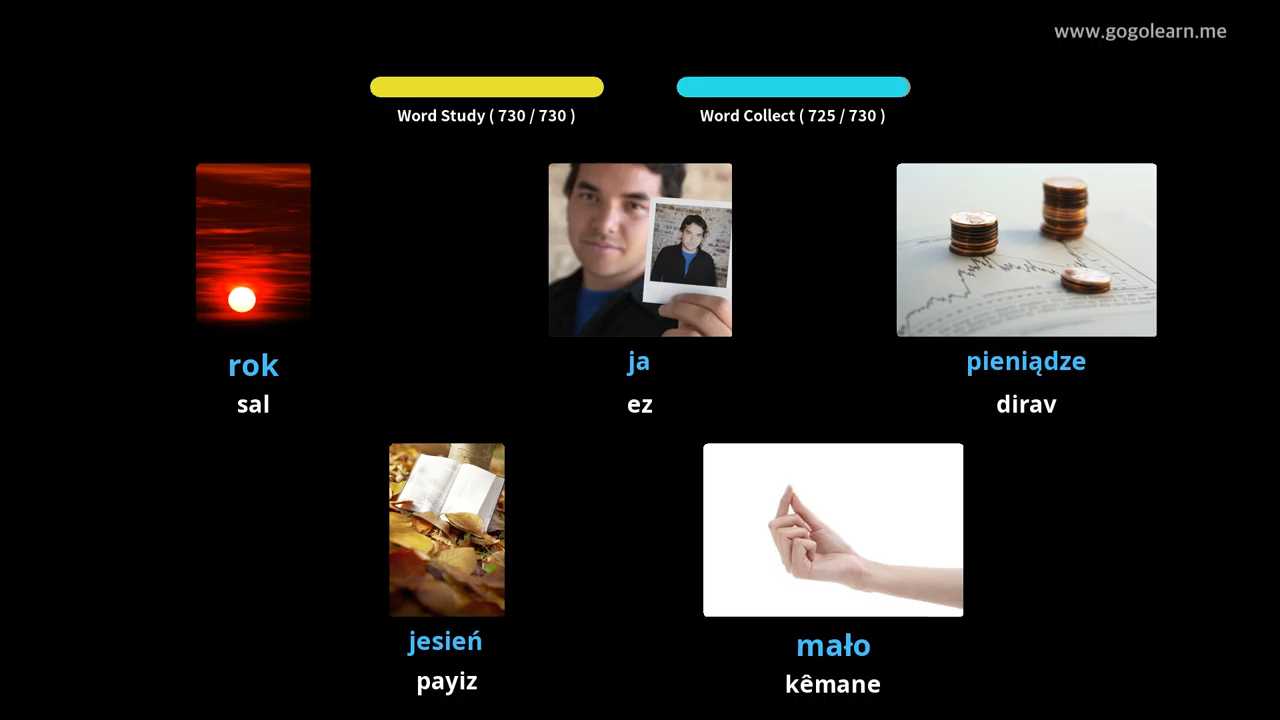 www.gogolearn.me
Word Study ( 730 / 730 )
Word Collect ( 725 / 730 )
rok
sal
ja
ez
pieniądze
dirav
jesień
payiz
mało
kêmane